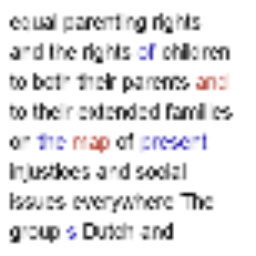 equal parenting rights
and the rights of children
to both their parents and
to their extended families
on the map of present
injustices and social
issues everywhere The
group s Dutch and